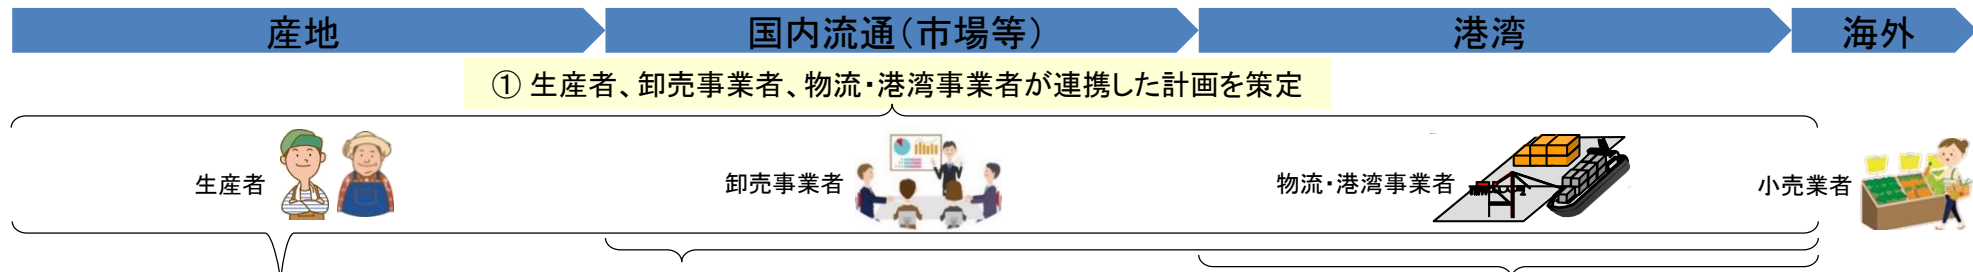 産地
国内流通（市場等）
港湾
海外
① 生産者、卸売事業者、物流・港湾事業者が連携した計画を策定
生産者
卸売事業者
物流・港湾事業者
小売業者